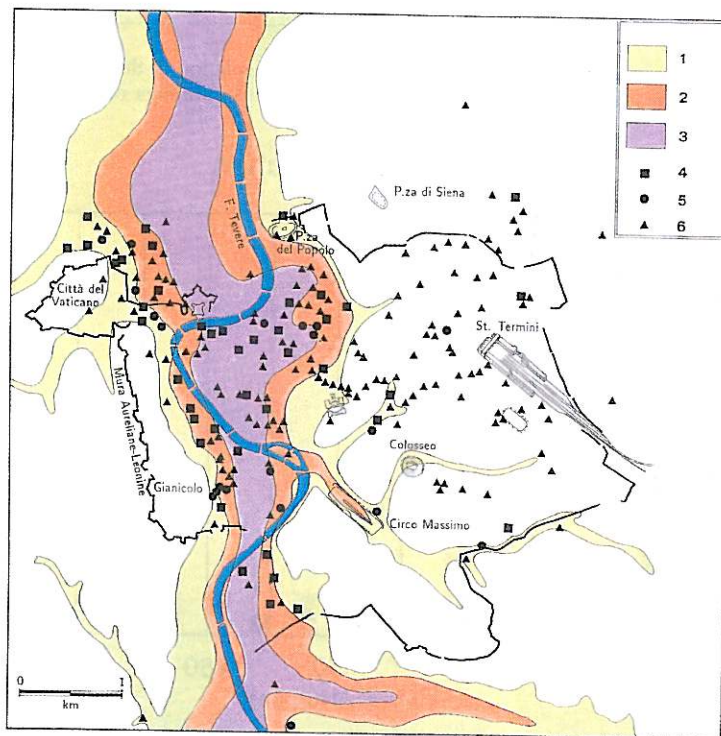 1
2
3
4
5
6
P.za di Siena
F. Tevere
P.za
del Popolo
Città del
Vaticano
St. Termini
Mura Aureliane-Leonine
Colosseo
Gianicolo
Circo Massimo
0 1
km